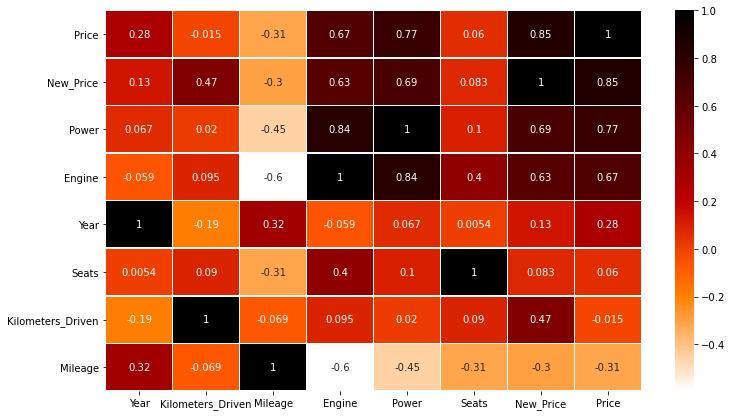 Price 0.28 -0.015 -0.31 0.67 0.77 0.06 0.85 1
New_Price 0.13 0.47 -0.3 0.63 0.69 0.083 1 0.85
Power 0.067 0.02 -0.45 0.84 1 0.1 0.69 0.77
Engine -0.059 0.095 -0.6 1 0.84 0.4 0.63 0.67
Year 1 -0.19 0.32 -0.059 0.067 0.0054 0.13 0.28
Seats 0.0054 0.09 -0.31 0.4 0.1 1 0.083 0.06
Kilometers_Driven -0.19 1 -0.069 0.095 0.02 0.09 0.47 -0.015
Mileage 0.32 -0.069 1 -0.6 -0.45 -0.31 -0.3 -0.31
Year Kilometers_Driven Mileage Engine Power Seats New_Price Price
1.0
0.8
0.6
0.4
0.2
0.0
−0.2
−0.4